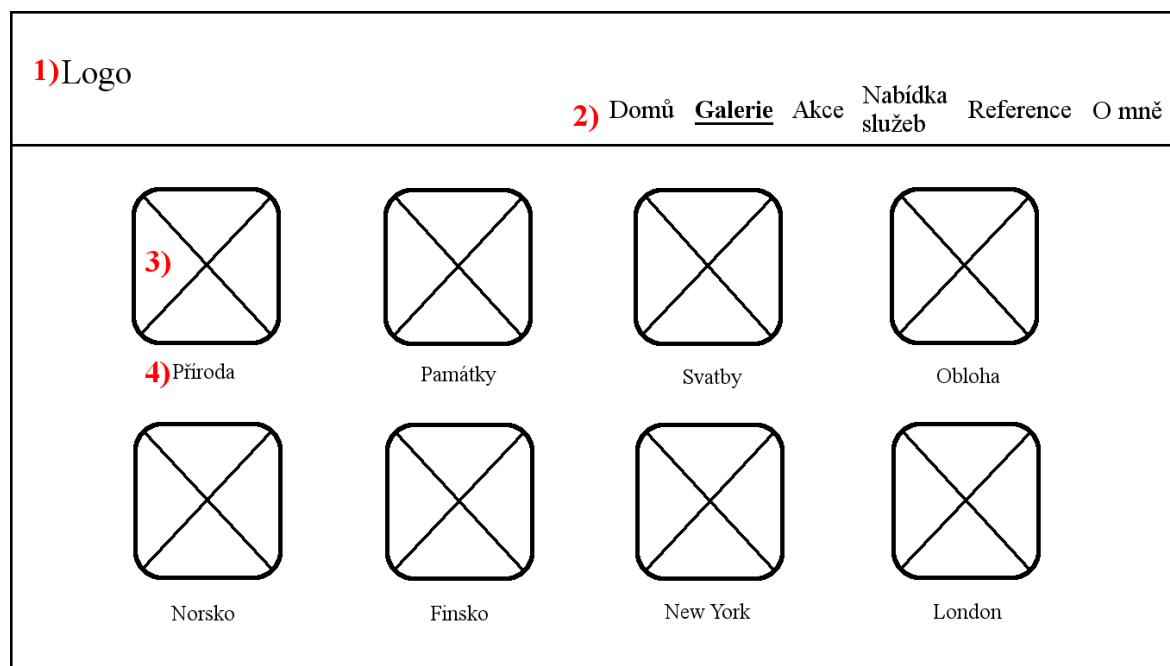 1) Logo
2) Domů Galerie Akce Nabídka služeb Reference O mně
3)
4) Příroda Památky Svatby Obloha
Norsko Finsko New York London